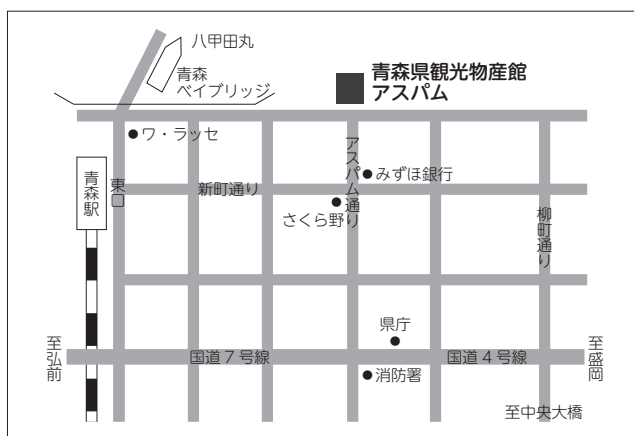 八甲田丸
青森
ベイブリッジ
青森県観光物産館
アスパム
ワ・ラッセ
アスパム通り
みずほ銀行
青森駅
東口
新町通り
さくら野
柳町通り
県庁
至弘前
国道7号線
国道4号線
至盛岡
消防署
至中央大橋